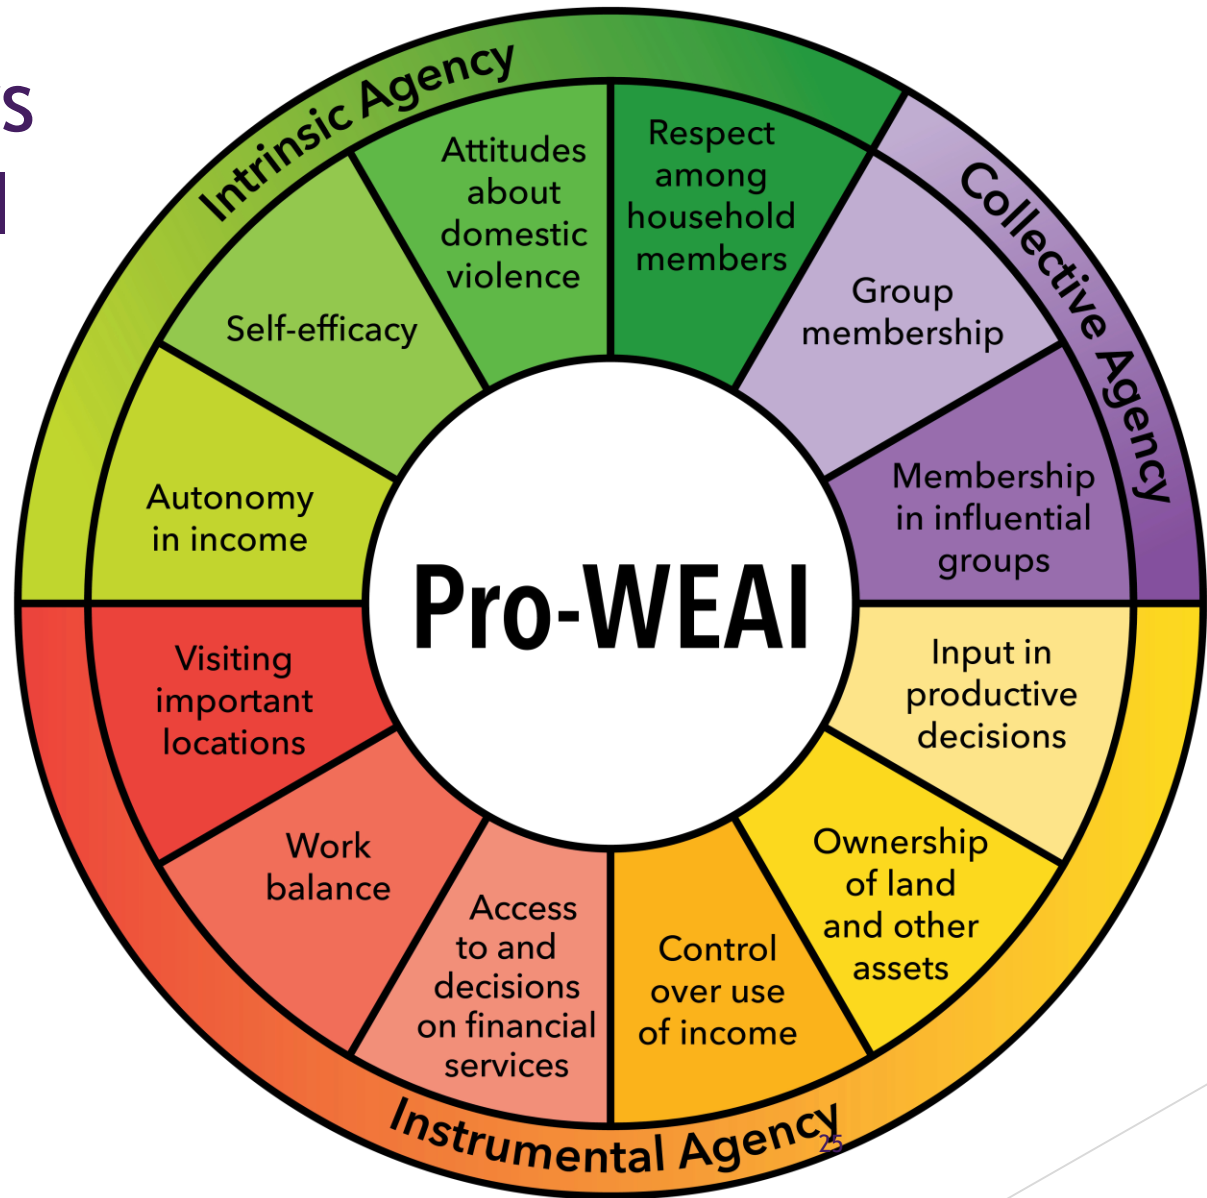 Intrinsic Agency
Collective Agency
Attitudes
about
domestic
violence
Respect
among
household
members
Self-efficacy
Group
membership
Autonomy
in income
Membership
in influential
groups
Pro-WEAI
Visiting
important
locations
Input in
productive
decisions
Work
balance
Ownership
of land
and other
assets
Access
to and
decisions
on financial
services
Control
over use
of income
Instrumental Agency
25